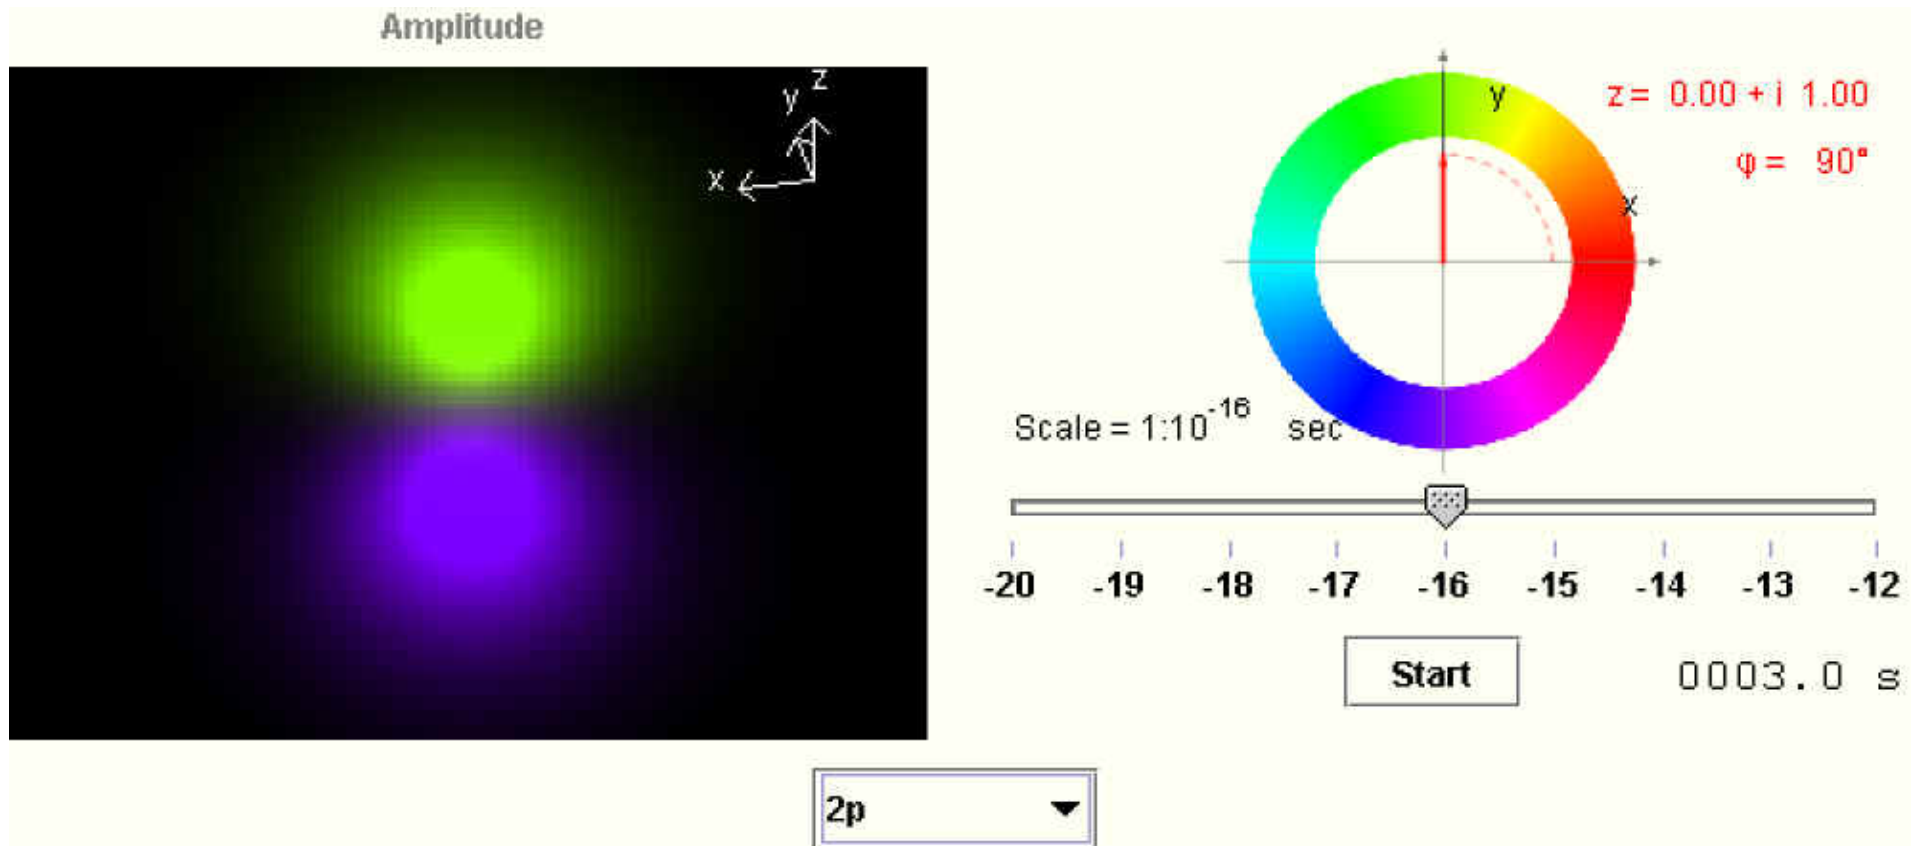 Amplitude
z
y
x
y
x
z = 0.00 + i 1.00
φ = 90°
Scale = 1:10^-16 sec
-20 -19 -18 -17 -16 -15 -14 -13 -12
Start
0003.0 s
2p